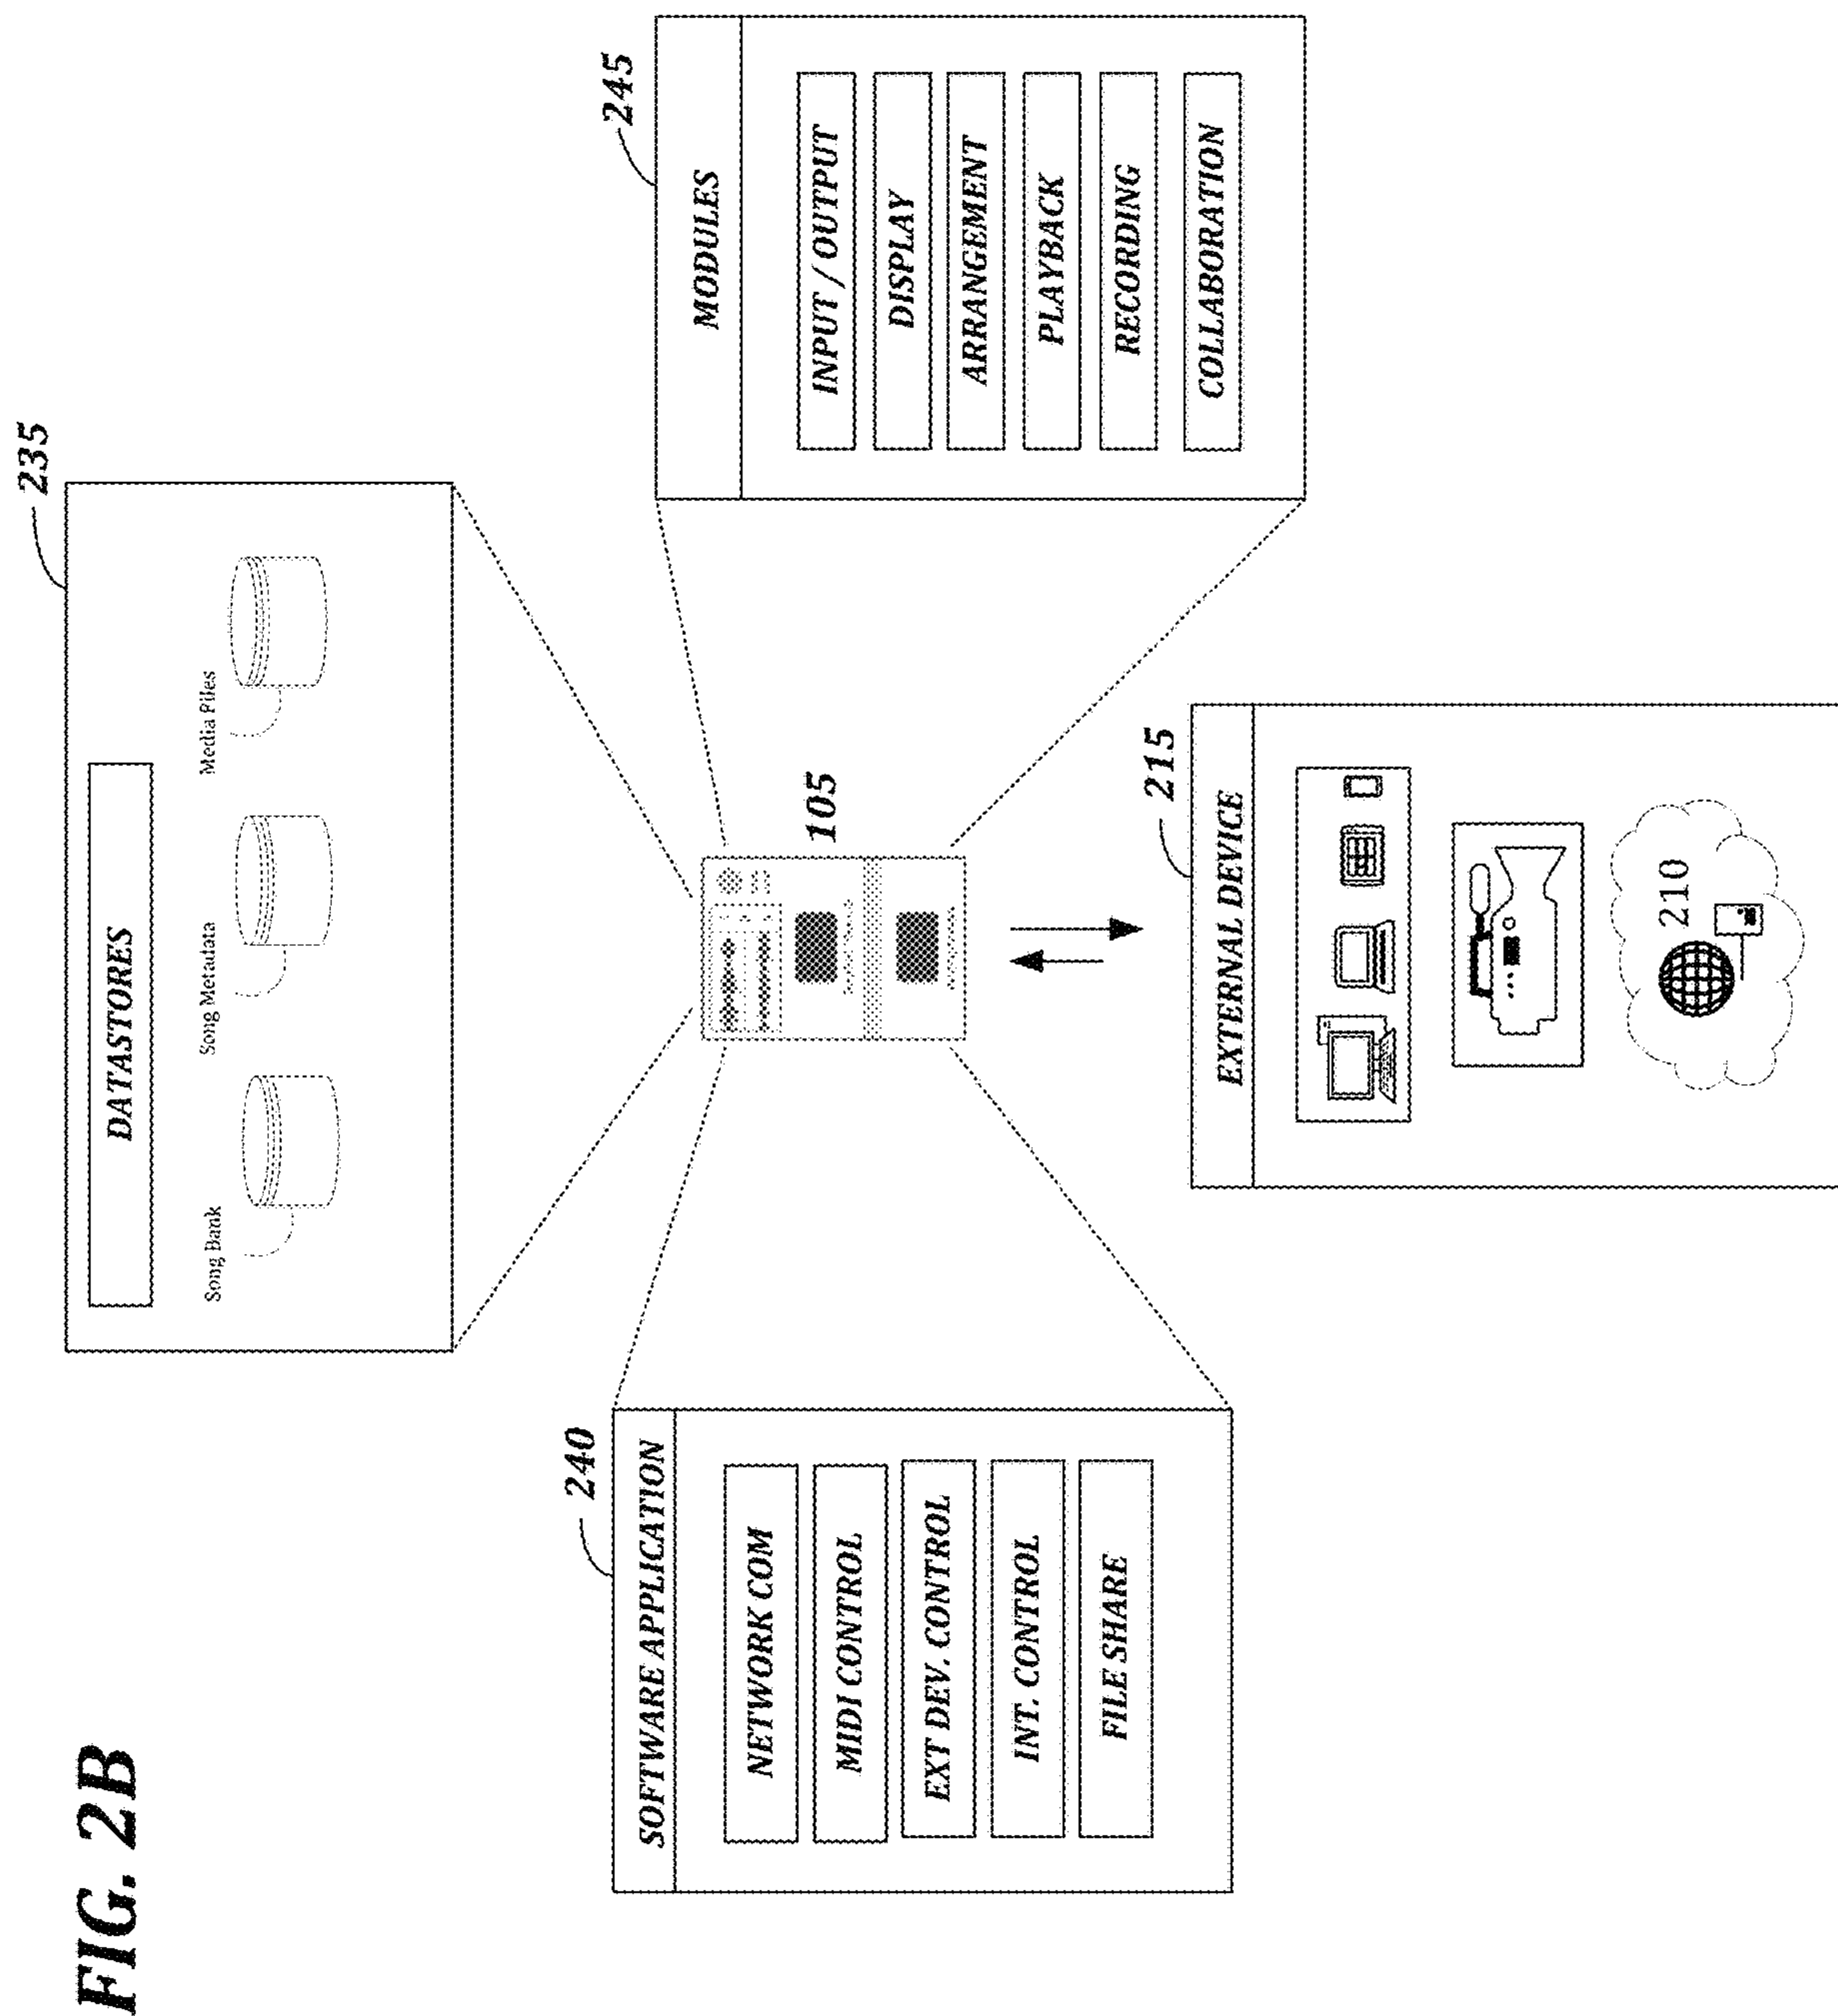 FIG. 2B
235
DATASTORES
Song Bank
Song Metadata
Media Files
240
SOFTWARE APPLICATION
NETWORK COM
MIDI CONTROL
EXT DEV. CONTROL
INT. CONTROL
FILE SHARE
105
245
MODULES
INPUT / OUTPUT
DISPLAY
ARRANGEMENT
PLAYBACK
RECORDING
COLLABORATION
215
EXTERNAL DEVICE
210